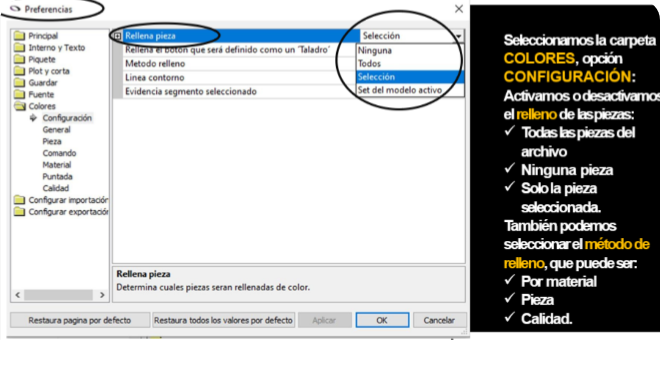 Preferencias
Principal
Interno y Texto
Piquete
Plot y corta
Guardar
Fuente
Colores
Configuración
General
Pieza
Comando
Material
Puntada
Calidad
Configurar importación
Configurar exportación
Rellena pieza
Selección
Rellena el botón que será definido como un 'Taladro'
Metodo relleno
Linea contorno
Evidencia segmento seleccionado
Ninguna
Todos
Selección
Set del modelo activo
Rellena pieza
Determina cuales piezas seran rellenadas de color.
Restaura pagina por defecto
Restaura todos los valores por defecto
Aplicar
OK
Cancelar
Seleccionamos la carpeta
COLORES, opción
CONFIGURACIÓN:
Activamos o desactivamos
el relleno de las piezas:
✓ Todas las piezas del
archivo
✓ Ninguna pieza
✓ Solo la pieza
seleccionada.
También podemos
seleccionar el método de
relleno, que puede ser:
✓ Por material
✓ Pieza
✓ Calidad.